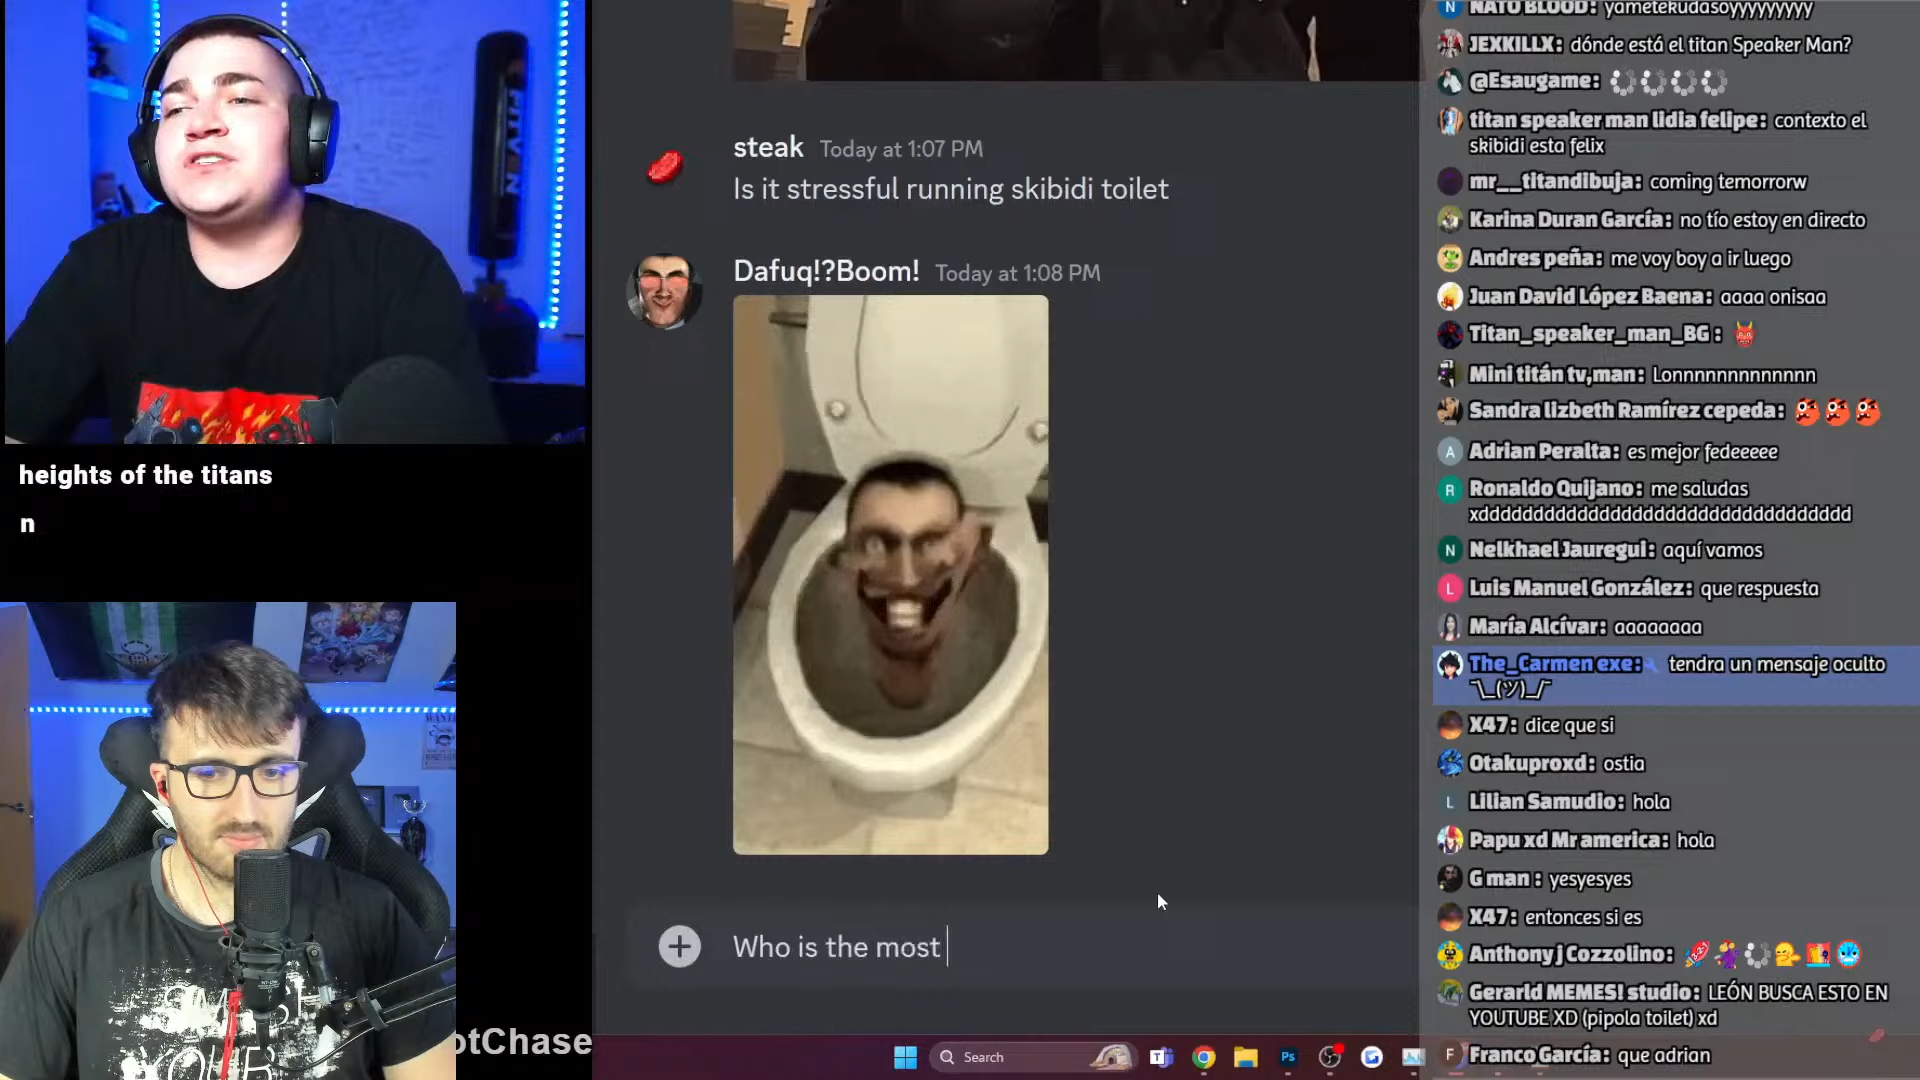 heights of the titans
n
otChase
steak Today at 1:07 PM
Is it stressful running skibidi toilet
Dafuq!?Boom! Today at 1:08 PM
Who is the most
Search
NATO BLOOD: yametekudasoyyyyyyyyy
JEXKILLX: dónde está el titan Speaker Man?
@Esaugame:
titan speaker man lidia felipe: contexto el
skibidi esta felix
mr__titandibuja: coming temorrorw
Karina Duran García: no tío estoy en directo
Andres peña: me voy boy a ir luego
Juan David López Baena: aaaa onisaa
Titan_speaker_man_BG :
Mini titán tv,man: Lonnnnnnnnnnnnn
Sandra lizbeth Ramírez cepeda:
Adrian Peralta: es mejor fedeeeee
Ronaldo Quijano: me saludas
xddddddddddddddddddddddddddddddddd
Nelkhael Jauregui: aquí vamos
Luis Manuel González: que respuesta
María Alcívar: aaaaaaaa
The_Carmen exe: tendra un mensaje oculto
¯\_(ツ)_/¯
X47: dice que si
Otakuproxd: ostia
Lilian Samudio: hola
Papu xd Mr america: hola
G man : yesyesyes
X47: entonces si es
Anthony j Cozzolino:
Gerarld MEMES! studio: LEÓN BUSCA ESTO EN
YOUTUBE XD (pipola toilet) xd
Franco García: que adrian